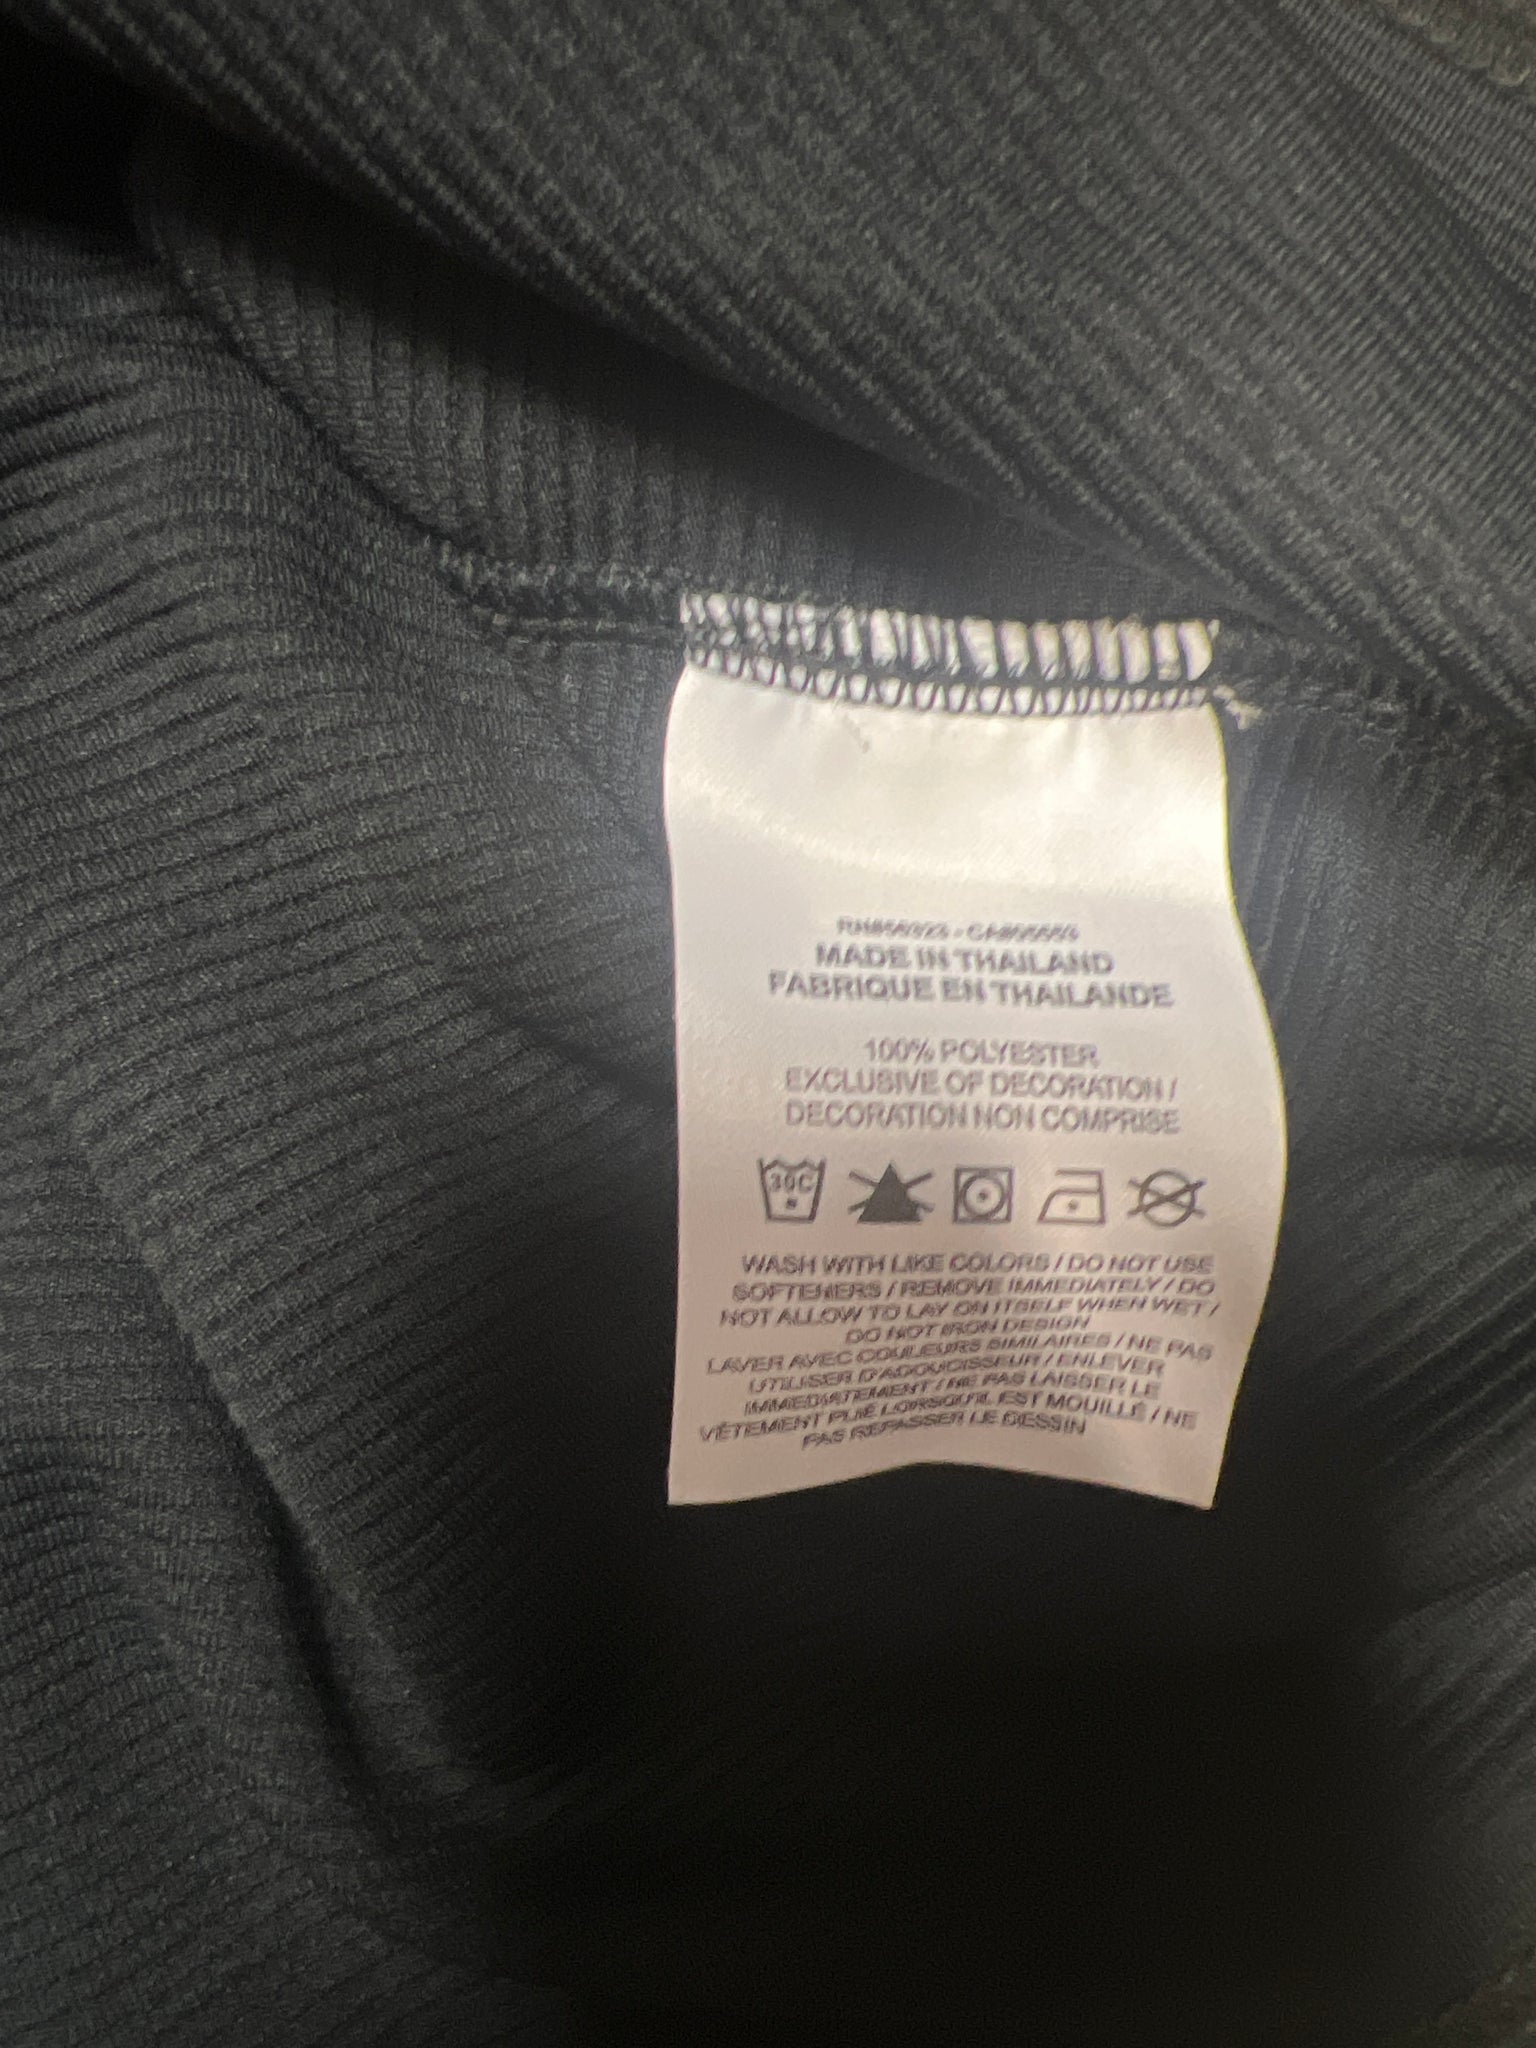 MADE IN THAILAND
FABRIQUE EN THAILANDE
100% POLYESTER
EXCLUSIVE OF DECORATION /
DECORATION NON COMPRISE
30C
WASH WITH LIKE COLORS / DO NOT USE
SOFTENERS / REMOVE IMMEDIATELY / DO
NOT ALLOW TO LAY ON ITSELF WHEN WET /
DO NOT IRON DESIGN
LAVER AVEC COULEURS SIMILAIRES / NE PAS
UTILISER D'ADOUCISSEUR / ENLEVER
IMMEDIATEMENT / NE PAS LAISSER LE
VÊTEMENT PLIÉ LORSQU'IL EST MOUILLÉ / NE
PAS REPASSER LE DESSIN